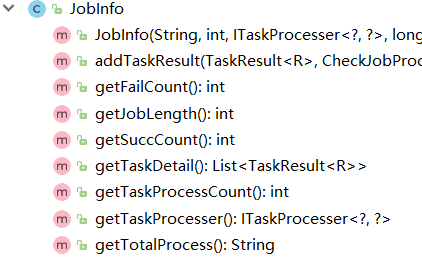 JobInfo
JobInfo(String, int, ITaskProcesser<?, ?>, long
addTaskResult(TaskResult<R>, CheckJobProc
getFailCount(): int
getJobLength(): int
getSuccCount(): int
getTaskDetail(): List<TaskResult<R>>
getTaskProcessCount(): int
getTaskProcesser(): ITaskProcesser<?, ?>
getTotalProcess(): String